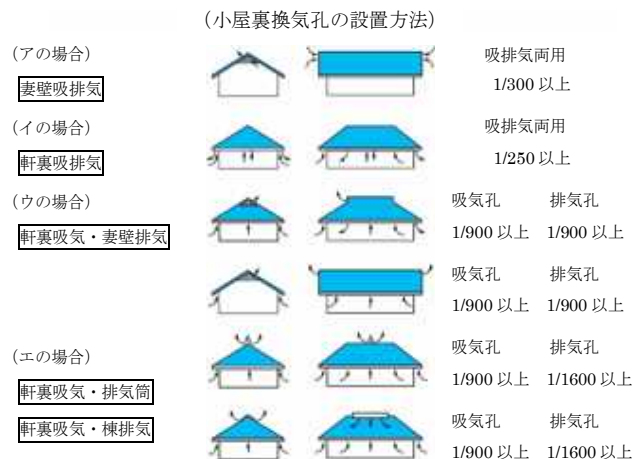 (小屋裏換気孔の設置方法)
(アの場合)
吸排気両用
妻壁吸排気
1/300 以上
(イの場合)
吸排気両用
軒裏吸排気
1/250 以上
(ウの場合)
吸気孔 排気孔
軒裏吸気・妻壁排気
1/900 以上 1/900 以上
吸気孔 排気孔
1/900 以上 1/900 以上
(エの場合)
吸気孔 排気孔
軒裏吸気・排気筒
1/900 以上 1/1600 以上
軒裏吸気・棟排気
吸気孔 排気孔
1/900 以上 1/1600 以上